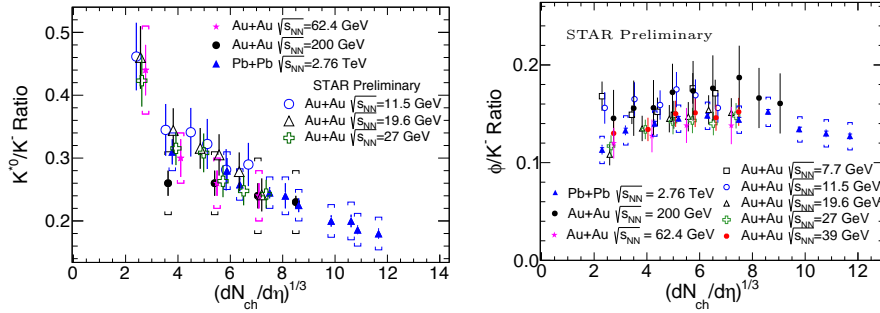 Au+Au √sNN=62.4 GeV
Au+Au √sNN=200 GeV
Pb+Pb √sNN=2.76 TeV
STAR Preliminary
Au+Au √sNN=11.5 GeV
Au+Au √sNN=19.6 GeV
Au+Au √sNN=27 GeV
K*0/K- Ratio
0.5
0.4
0.3
0.2
0 2 4 6 8 10 12 14
(dNch/dη)1/3
STAR Preliminary
ϕ/K- Ratio
0.2
0.1
0.0
Pb+Pb √sNN = 2.76 TeV
Au+Au √sNN = 200 GeV
Au+Au √sNN = 62.4 GeV
Au+Au √sNN = 7.7 GeV
Au+Au √sNN = 11.5 GeV
Au+Au √sNN = 19.6 GeV
Au+Au √sNN = 27 GeV
Au+Au √sNN = 39 GeV
0 3 6 9 12
(dNch/dη)1/3